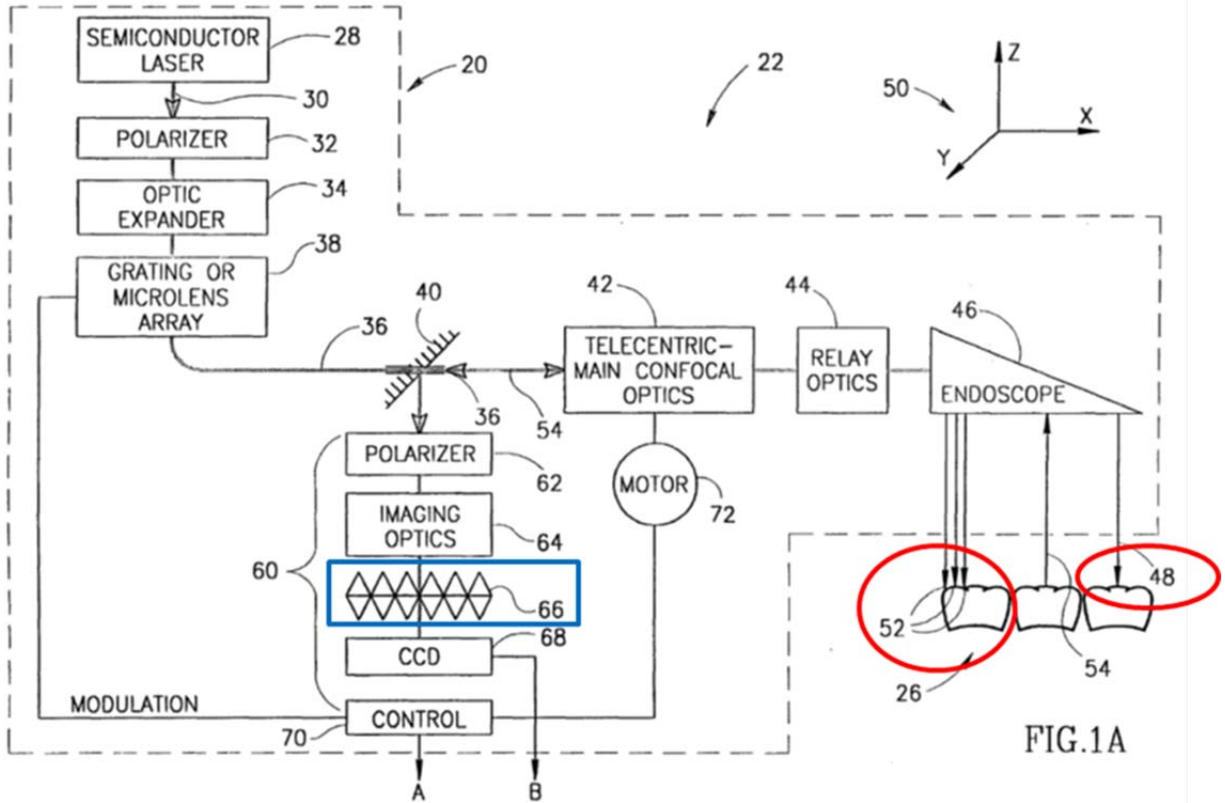 SEMICONDUCTOR
LASER
28
20
22
50
Z
X
Y
30
POLARIZER
32
OPTIC
EXPANDER
34
38
GRATING OR
MICROLENS
ARRAY
36
40
42
44
46
TELECENTRIC-
MAIN CONFOCAL
OPTICS
RELAY
OPTICS
ENDOSCOPE
36
54
POLARIZER
62
MOTOR
72
IMAGING
OPTICS
64
60
66
48
52
54
26
68
CCD
MODULATION
CONTROL
70
FIG.1A
A
B